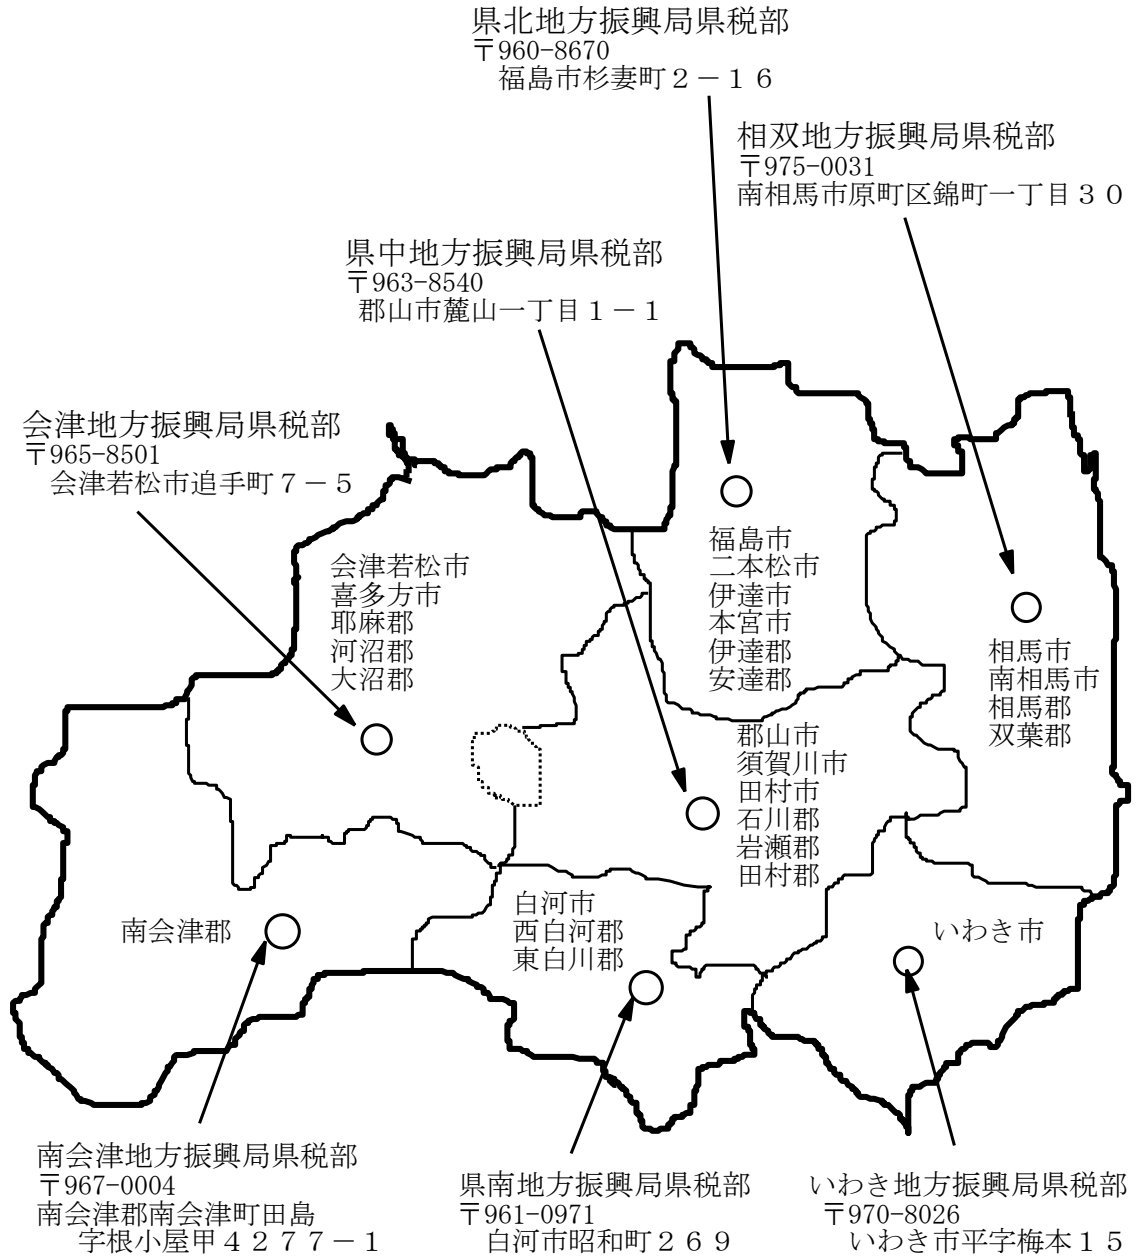 県北地方振興局県税部
〒960-8670
福島市杉妻町２－１６
相双地方振興局県税部
〒975-0031
南相馬市原町区錦町一丁目３０
県中地方振興局県税部
〒963-8540
郡山市麓山一丁目１－１
会津地方振興局県税部
〒965-8501
会津若松市追手町７－５
福島市
二本松市
伊達市
本宮市
伊達郡
安達郡
会津若松市
喜多方市
耶麻郡
河沼郡
大沼郡
相馬市
南相馬市
相馬郡
双葉郡
郡山市
須賀川市
田村市
石川郡
岩瀬郡
田村郡
白河市
西白河郡
東白川郡
南会津郡
いわき市
南会津地方振興局県税部
〒967-0004
南会津郡南会津町田島
字根小屋甲４２７７－１
県南地方振興局県税部
〒961-0971
白河市昭和町２６９
いわき地方振興局県税部
〒970-8026
いわき市平字梅本１５